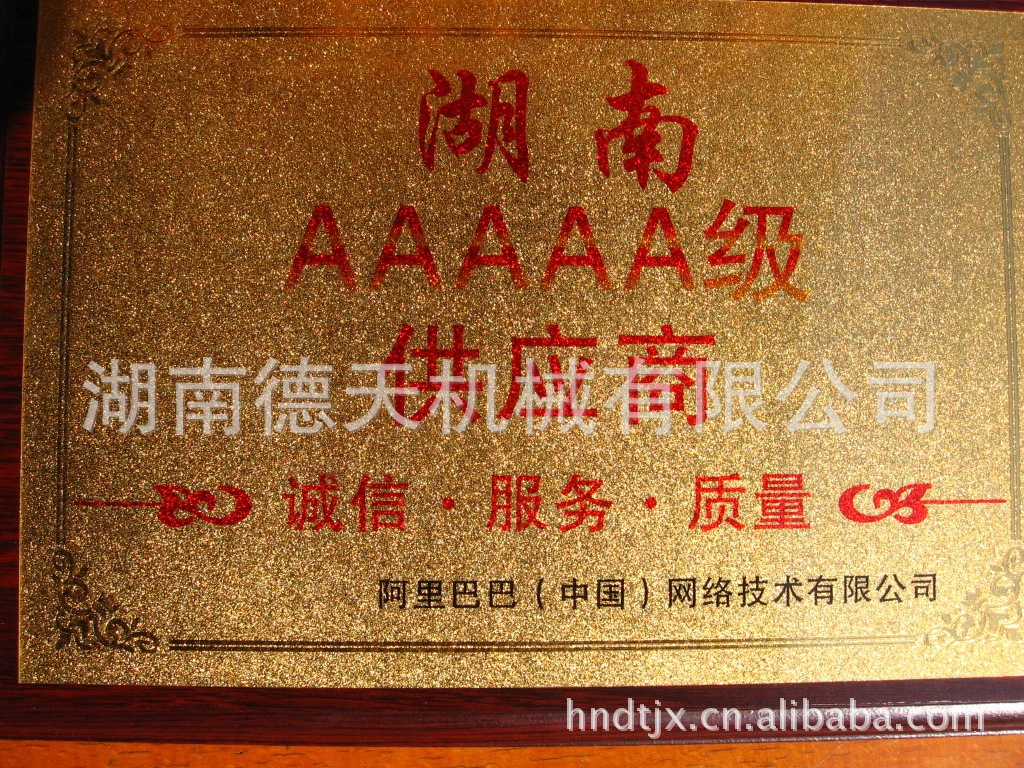 湖南
AAAAA级
供应商
湖南德天机械有限公司
诚信·服务·质量
阿里巴巴（中国）网络技术有限公司
hndtjx.cn.alibaba.com